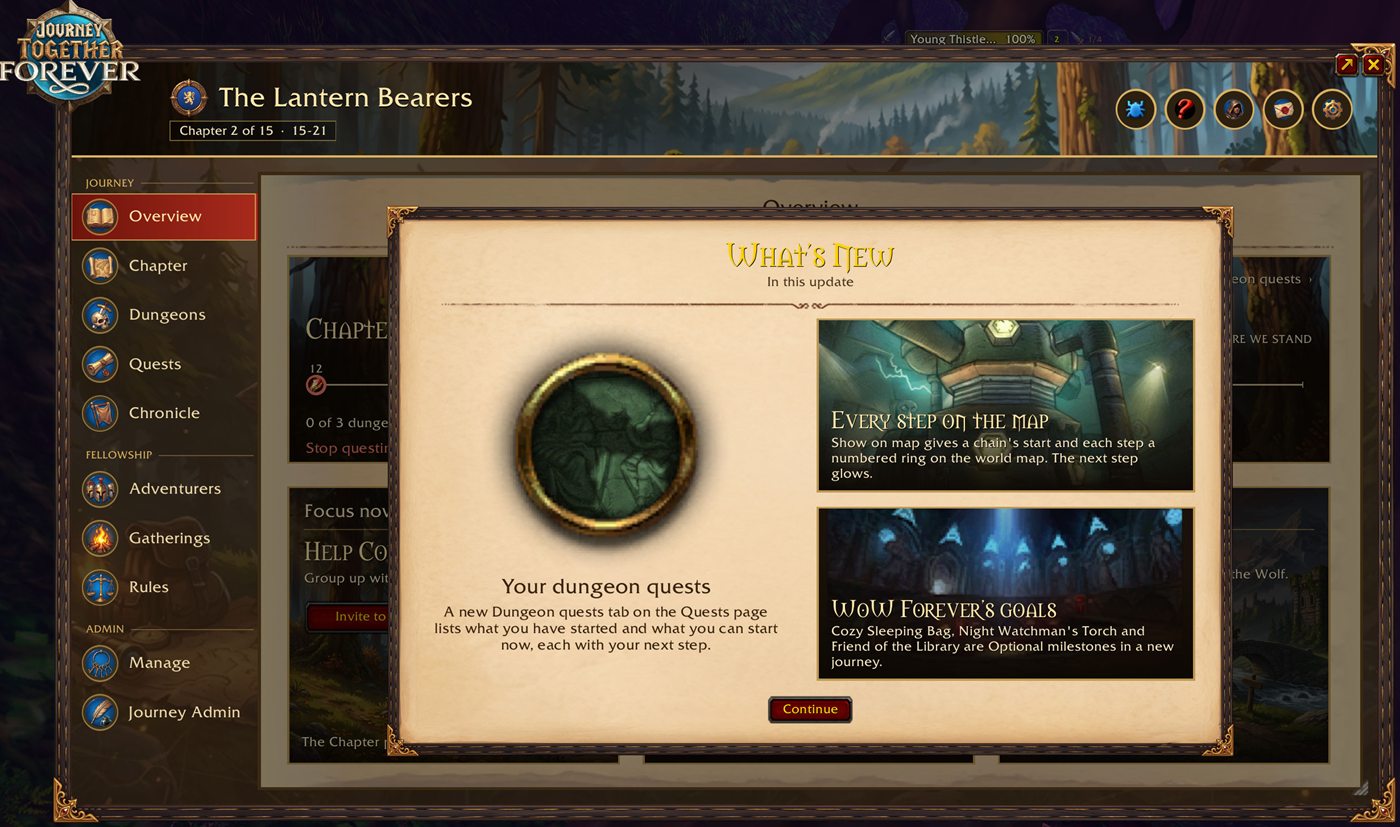 JOURNEY
TOGETHER
FOREVER
Young Thistle... 100% 2 1/4
The Lantern Bearers
Chapter 2 of 15 · 15-21
JOURNEY
Overview
Chapter
Dungeons
Quests
Chronicle
FELLOWSHIP
Adventurers
Gatherings
Rules
ADMIN
Manage
Journey Admin
Overview
12
0 of 3
Stop
Focus
Help
Group up
Invite to
The Chapter
quests ›
WE STAND
the Wolf.
What's New
In this update
Your dungeon quests
A new Dungeon quests tab on the Quests page
lists what you have started and what you can start
now, each with your next step.
Every step on the map
Show on map gives a chain's start and each step a
numbered ring on the world map. The next step
glows.
WoW Forever's goals
Cozy Sleeping Bag, Night Watchman's Torch and
Friend of the Library are Optional milestones in a new
journey.
Continue